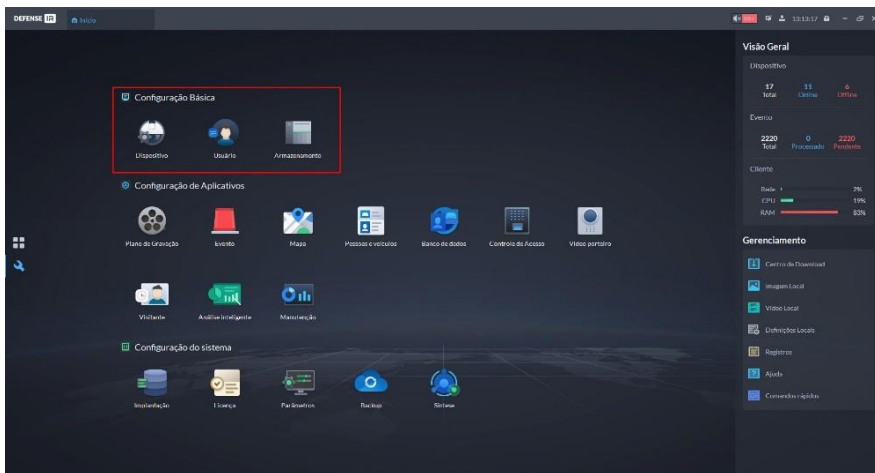 DEFENSE IA
Início
13:13:17
Visão Geral
Dispositivo
17 11 6
Total Online Offline
Evento
2220 0 2220
Total Processado Pendente
Cliente
Rede 2%
CPU 19%
RAM 83%
Gerenciamento
Centro de Download
Imagem Local
Vídeo Local
Definições Locais
Registros
Ajuda
Comandos rápidos
Configuração Básica
Dispositivo Usuário Armazenamento
Configuração de Aplicativos
Plano de Gravação Evento Mapa Pessoas e veículos Banco de dados Controle de Acesso Vídeo porteiro
Visitante Análise inteligente Manutenção
Configuração do sistema
Implantação Licença Parâmetros Backup Síntese